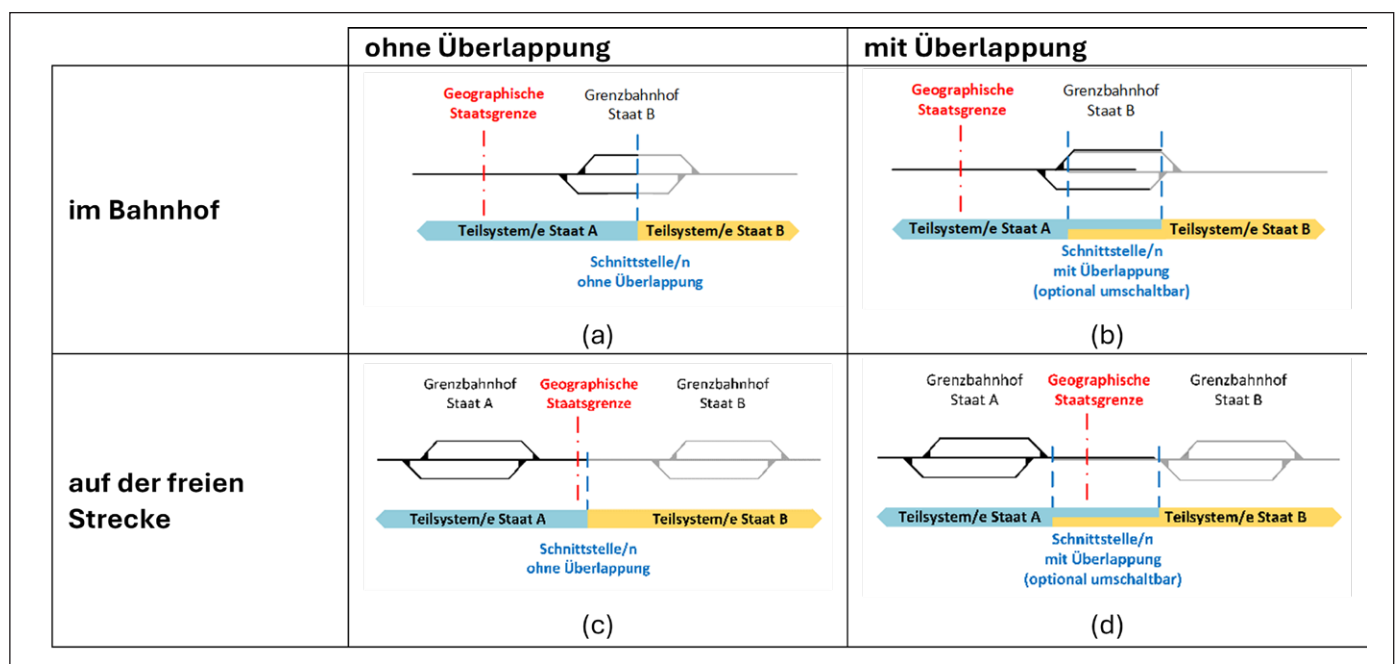 ohne Überlappung
mit Überlappung
im Bahnhof
Geographische
Staatsgrenze
Grenzbahnhof
Staat B
Teilsystem/e Staat A
Teilsystem/e Staat B
Schnittstelle/n
ohne Überlappung
(a)
Geographische
Staatsgrenze
Grenzbahnhof
Staat B
Teilsystem/e Staat A
Teilsystem/e Staat B
Schnittstelle/n
mit Überlappung
(optional umschaltbar)
(b)
auf der freien
Strecke
Grenzbahnhof
Staat A
Geographische
Staatsgrenze
Grenzbahnhof
Staat B
Teilsystem/e Staat A
Teilsystem/e Staat B
Schnittstelle/n
ohne Überlappung
(c)
Grenzbahnhof
Staat A
Geographische
Staatsgrenze
Grenzbahnhof
Staat B
Teilsystem/e Staat A
Teilsystem/e Staat B
Schnittstelle/n
mit Überlappung
(optional umschaltbar)
(d)